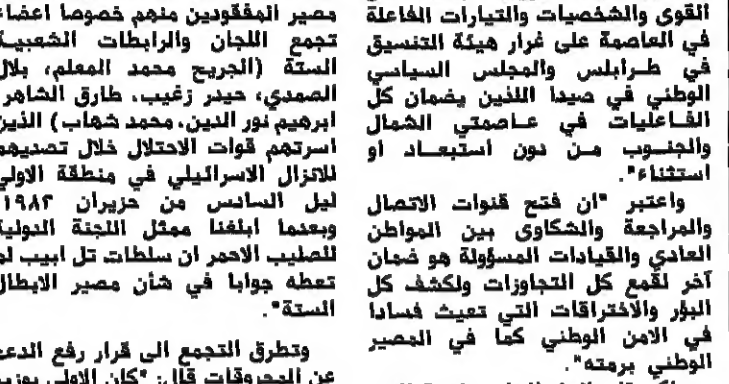 القوى والشخصيات والتيارات الفاعلة
في العاصمة على غرار هيئة التنسيق
في طرابلس والمجلس السياسي
الوطني في صيدا اللذين يضمان كل
الفاعليات في عاصمتي الشمال
والجنوب من دون استبعاد او
استثناء".
واعتبر "ان فتح قنوات الاتصال
والمراجعة والشكاوى بين المواطن
العادي والقيادات المسؤولة هو ضمان
آخر لقمع كل التجاوزات ولكشف كل
البؤر والاختراقات التي تعيث فسادا
في الامن الوطني كما في المصير
الوطني برمته".
مصير المفقودين منهم خصوصا اعضاء
تجمع اللجان والرابطات الشعبية
الستة (الجريح محمد المعلم، بلال
الصمدي، حيدر زغيب، طارق الشاهر،
ابرهيم نور الدين، محمد شهاب) الذين
اسرتهم قوات الاحتلال خلال تصديهم
للانزال الاسرائيلي في منطقة الاولي
ليل السادس من حزيران ١٩٨٢
وبعدما ابلغنا ممثل اللجنة الدولية
للصليب الاحمر ان سلطات تل ابيب لم
تعطه جوابا في شأن مصير الابطال
الستة".
وتطرق التجمع الى قرار رفع الدعم
عن المحروقات قال: "كان الاولى بوزير